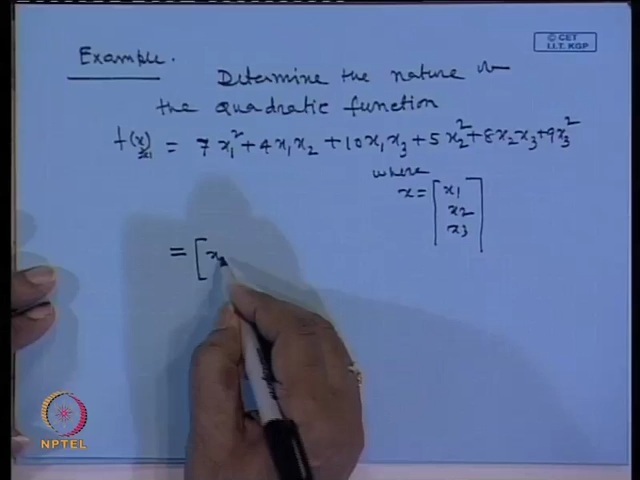 © CET
I.I.T. KGP
Example.
Determine the nature of
the quadratic function
f(x) = 7x₁² + 4x₁x₂ + 10x₁x₃ + 5x₂² + 8x₂x₃ + 9x₃²
where
x = [x₁
x₂
x₃]
= [x
NPTEL